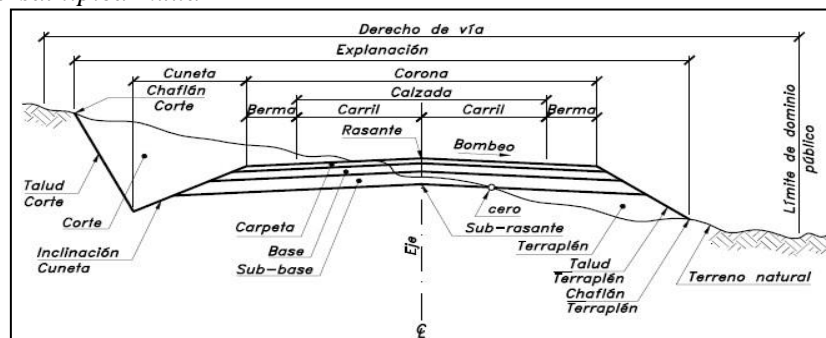 Derecho de vía
Explanación
Cuneta
Corona
Chaflán
Corte
Calzada
Berma
Carril
Carril
Berma
Rasante
Bombeo
Límite de dominio
público
Talud
Corte
Corte
cero
Carpeta
Sub-rasante
Inclinación
Cuneta
Base
Sub-base
Eje
Terraplén
Talud
Terraplén
Chaflán
Terraplén
Terreno natural
℄